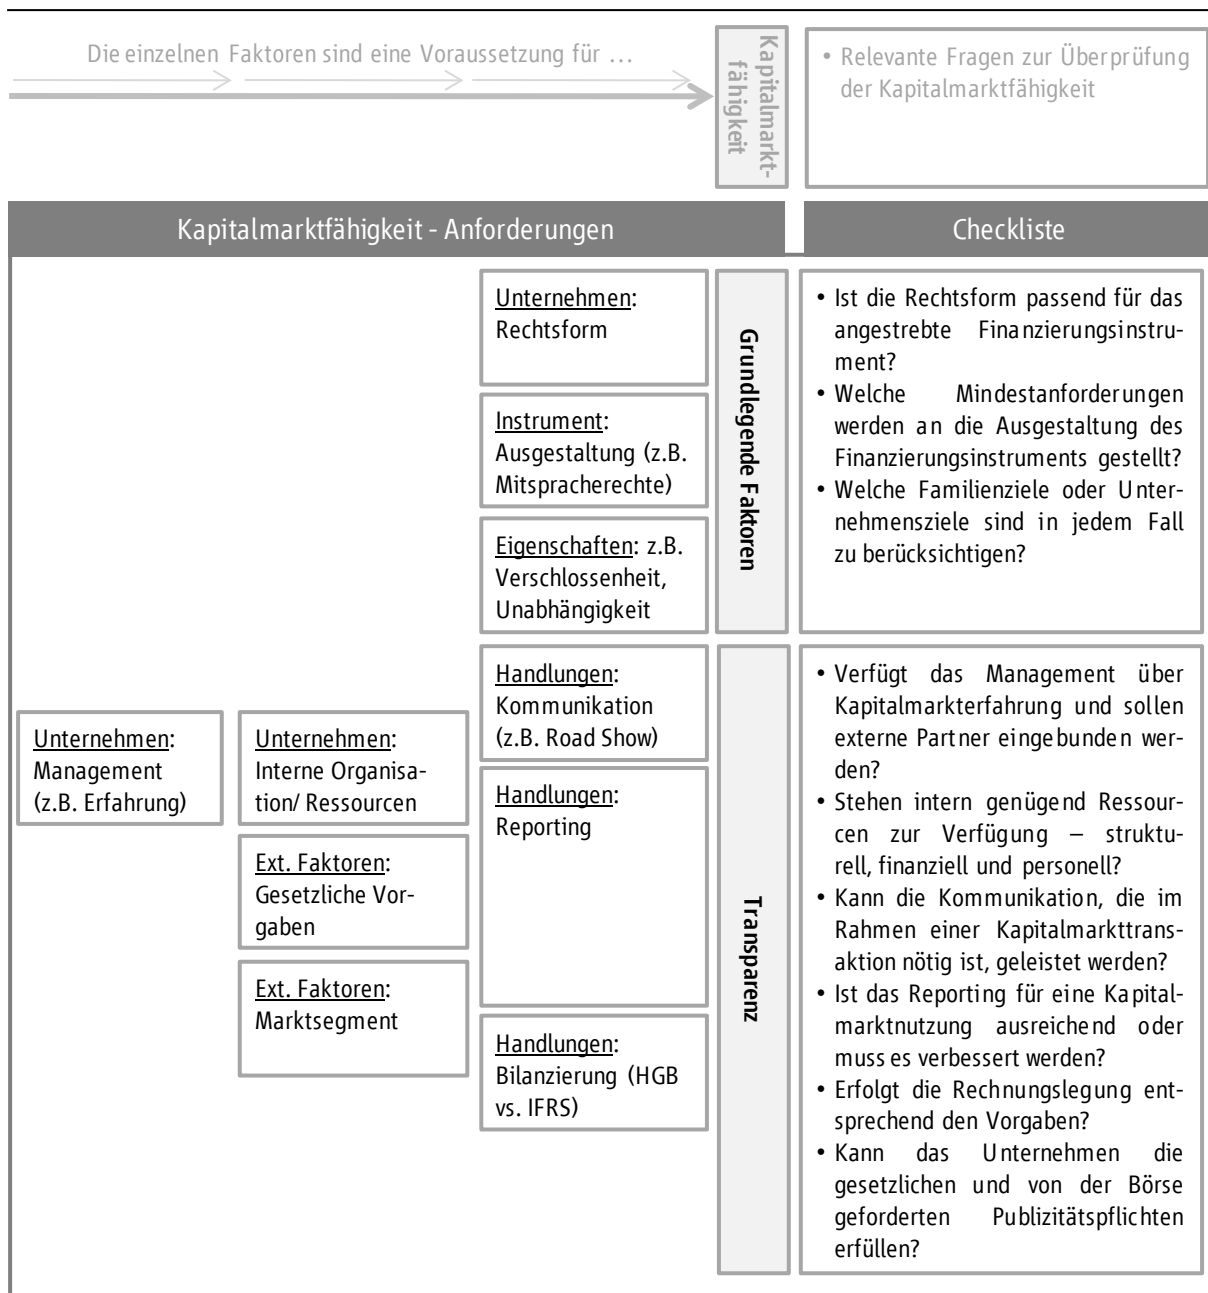 Die einzelnen Faktoren sind eine Voraussetzung für …
Kapitalmarkt-
fähigkeit
• Relevante Fragen zur Überprüfung
der Kapitalmarktfähigkeit
Kapitalmarktfähigkeit - Anforderungen
Checkliste
Unternehmen:
Rechtsform
Instrument:
Ausgestaltung (z.B.
Mitspracherechte)
Eigenschaften: z.B.
Verschlossenheit,
Unabhängigkeit
Grundlegende Faktoren
• Ist die Rechtsform passend für das
angestrebte Finanzierungsinstru-
ment?
• Welche Mindestanforderungen
werden an die Ausgestaltung des
Finanzierungsinstruments gestellt?
• Welche Familienziele oder Unter-
nehmensziele sind in jedem Fall
zu berücksichtigen?
Unternehmen:
Management
(z.B. Erfahrung)
Unternehmen:
Interne Organisa-
tion/ Ressourcen
Ext. Faktoren:
Gesetzliche Vor-
gaben
Ext. Faktoren:
Marktsegment
Handlungen:
Kommunikation
(z.B. Road Show)
Handlungen:
Reporting
Handlungen:
Bilanzierung (HGB
vs. IFRS)
Transparenz
• Verfügt das Management über
Kapitalmarkterfahrung und sollen
externe Partner eingebunden wer-
den?
• Stehen intern genügend Ressour-
cen zur Verfügung – struktu-
rell, finanziell und personell?
• Kann die Kommunikation, die im
Rahmen einer Kapitalmarkttrans-
aktion nötig ist, geleistet werden?
• Ist das Reporting für eine Kapital-
marktnutzung ausreichend oder
muss es verbessert werden?
• Erfolgt die Rechnungslegung ent-
sprechend den Vorgaben?
• Kann das Unternehmen die
gesetzlichen und von der Börse
geforderten Publizitätspflichten
erfüllen?